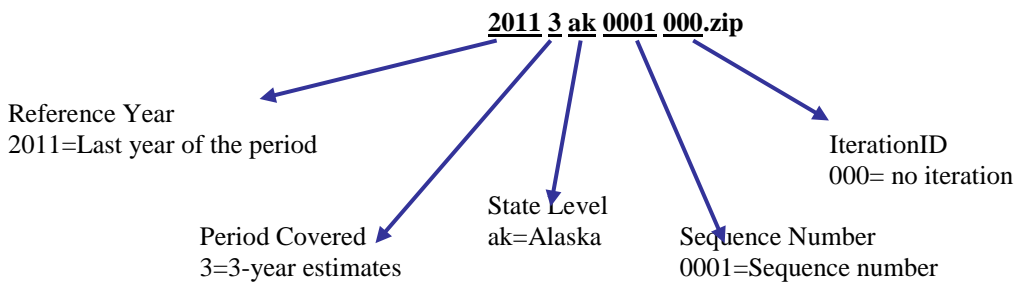 2011 3 ak 0001 000.zip
Reference Year
2011=Last year of the period
IterationID
000= no iteration
State Level
ak=Alaska
Period Covered
3=3-year estimates
Sequence Number
0001=Sequence number